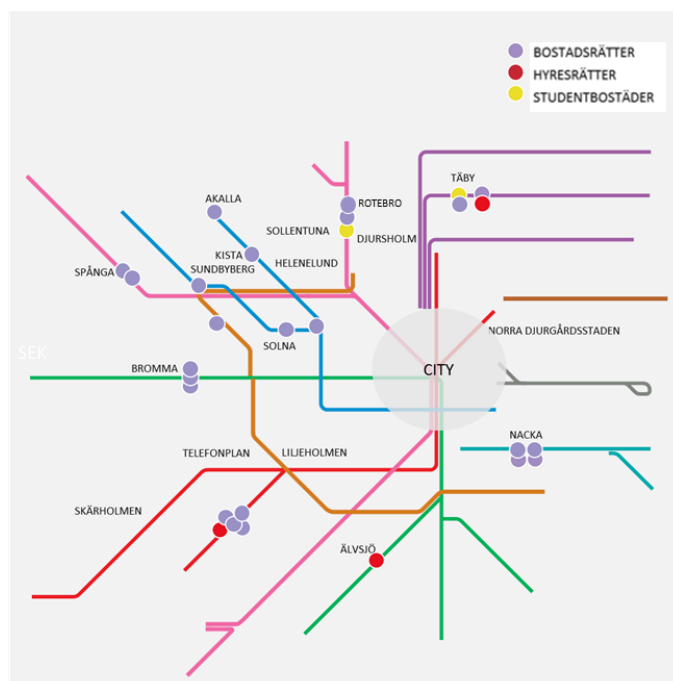 BOSTADSRÄTTER
HYRESRÄTTER
STUDENTBOSTÄDER
TÄBY
AKALLA
ROTEBRO
SOLLENTUNA
DJURSHOLM
KISTA
HELENELUND
SPÅNGA
SUNDBYBERG
NORRA DJURGÅRDSSTADEN
SOLNA
SEK
BROMMA
CITY
NACKA
TELEFONPLAN
LILJEHOLMEN
SKÄRHOLMEN
ÄLVSJÖ